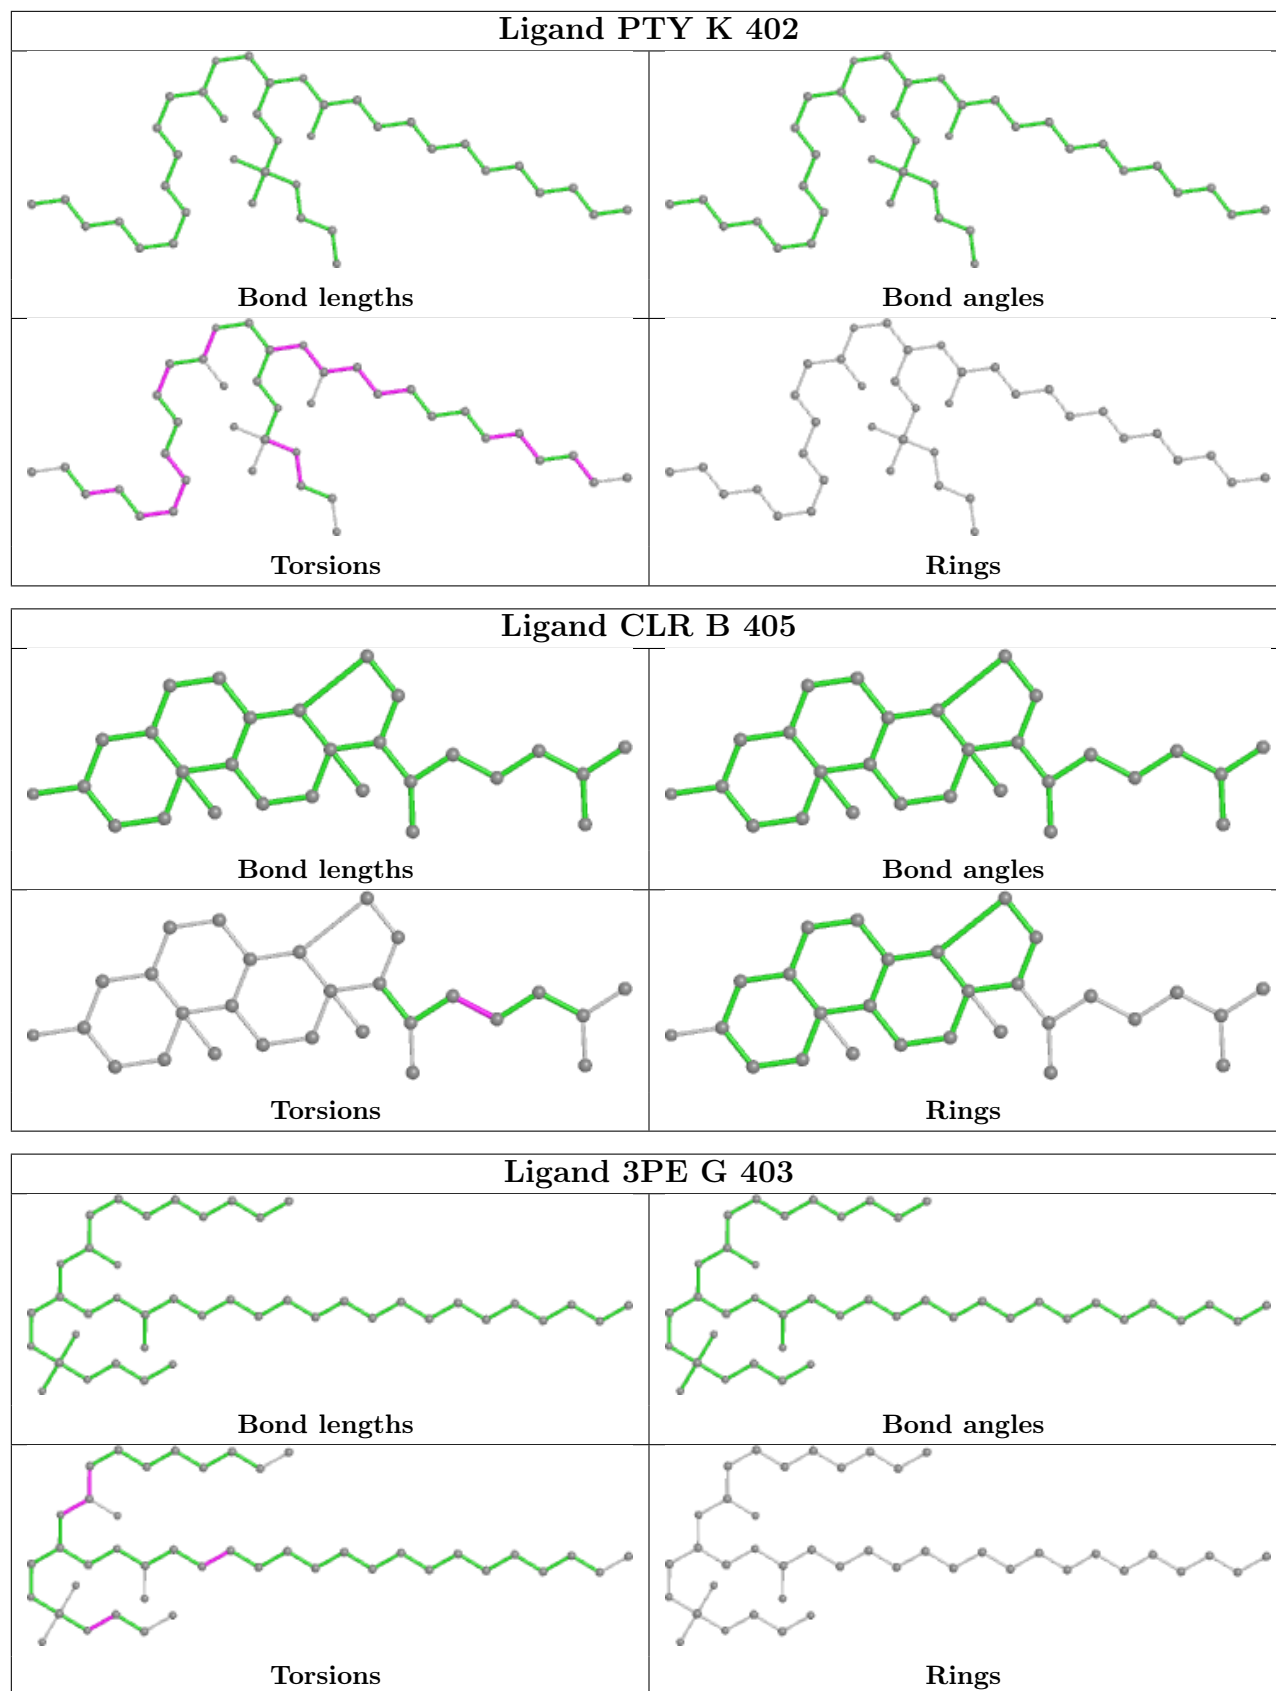 Ligand PTY K 402
Bond lengths
Bond angles
Torsions
Rings
Ligand CLR B 405
Bond lengths
Bond angles
Torsions
Rings
Ligand 3PE G 403
Bond lengths
Bond angles
Torsions
Rings